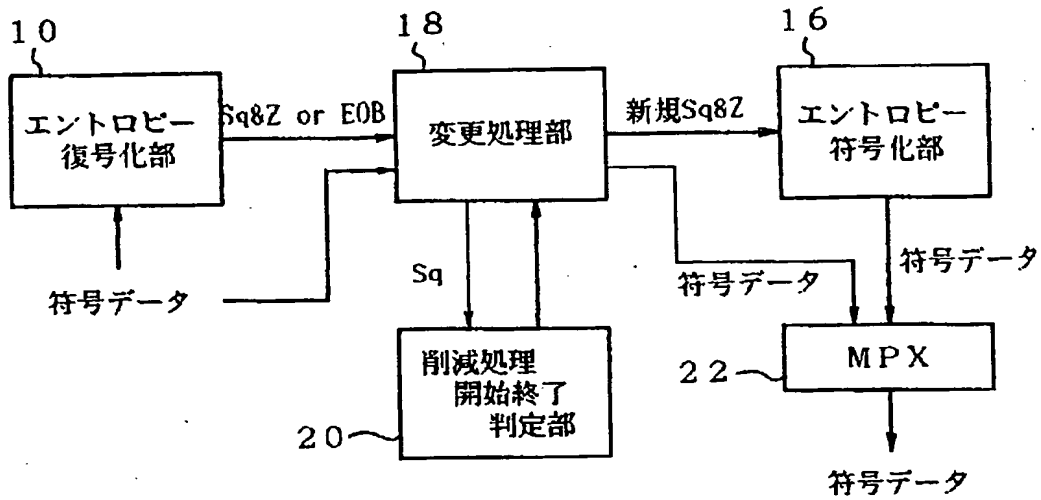 10
エントロピー
復号化部
Sq&Z or EOB
18
変更処理部
新規Sq&Z
16
エントロピー
符号化部
符号データ
Sq
符号データ
符号データ
削減処理
開始終了
判定部
20
MPX
22
符号データ